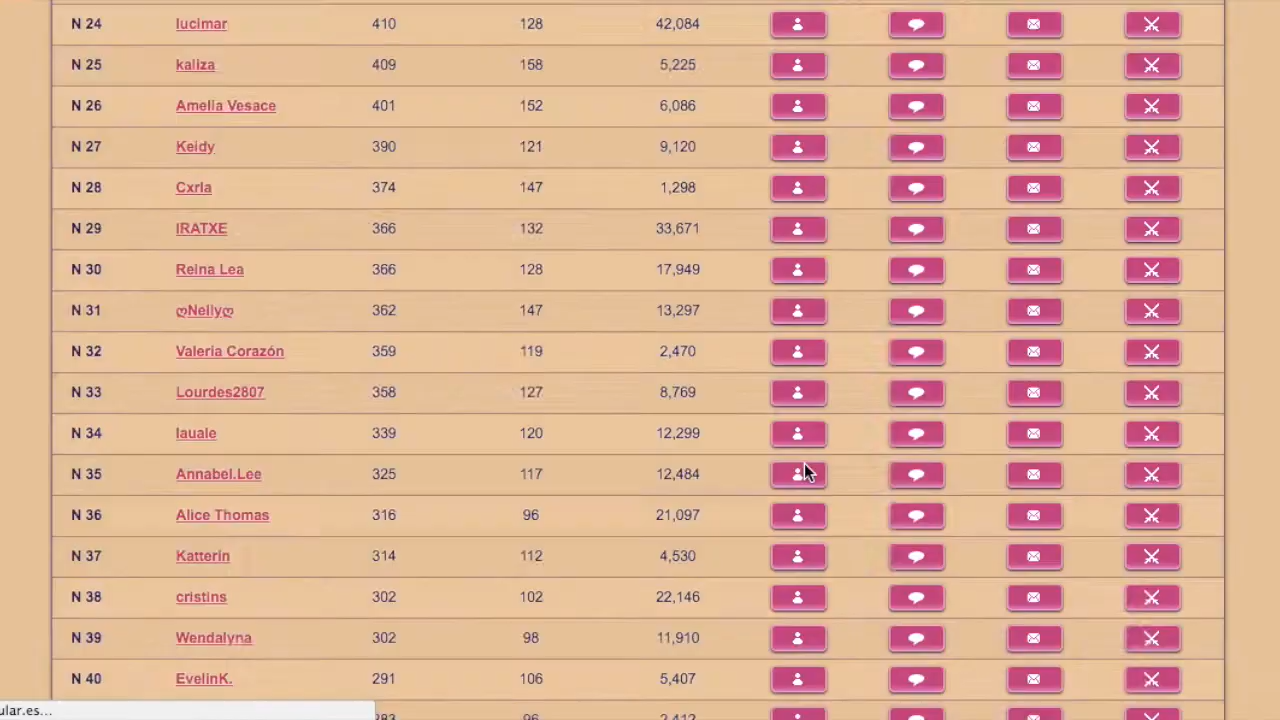 N 24 lucimar 410 128 42,084
N 25 kaliza 409 158 5,225
N 26 Amelia Vesace 401 152 6,086
N 27 Keidy 390 121 9,120
N 28 Cxrla 374 147 1,298
N 29 IRATXE 366 132 33,671
N 30 Reina Lea 366 128 17,949
N 31 ღNellyღ 362 147 13,297
N 32 Valeria Corazón 359 119 2,470
N 33 Lourdes2807 358 127 8,769
N 34 lauale 339 120 12,299
N 35 Annabel.Lee 325 117 12,484
N 36 Alice Thomas 316 96 21,097
N 37 Katterin 314 112 4,530
N 38 cristins 302 102 22,146
N 39 Wendalyna 302 98 11,910
N 40 EvelinK. 291 106 5,407
283 96 2,412
ular.es...